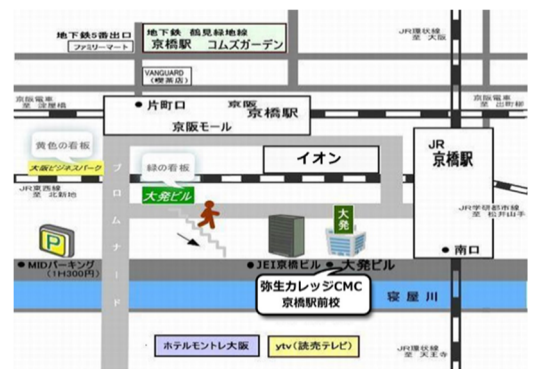 地下鉄5番出口
ファミリーマート
地下鉄 鶴見緑地線
京橋駅 コムズガーデン
JR環状線
至 大阪
VANGUARD
(喫茶店)
京阪電車
至 淀屋橋
片町口
京阪
京橋駅
京阪モール
京阪電車
至 出町柳
黄色の看板
大阪ビジネスパーク
緑の看板
大発ビル
イオン
JR
京橋駅
JR東西線
至 北新地
プロムナード
JR学研都市線
至 松井山手
大発
南口
MIDパーキング
(1H300円)
JEI京橋ビル
大発ビル
弥生カレッジCMC
京橋駅前校
寝屋川
ホテルモントレ大阪
ytv(読売テレビ)
JR環状線
至 天王寺
P